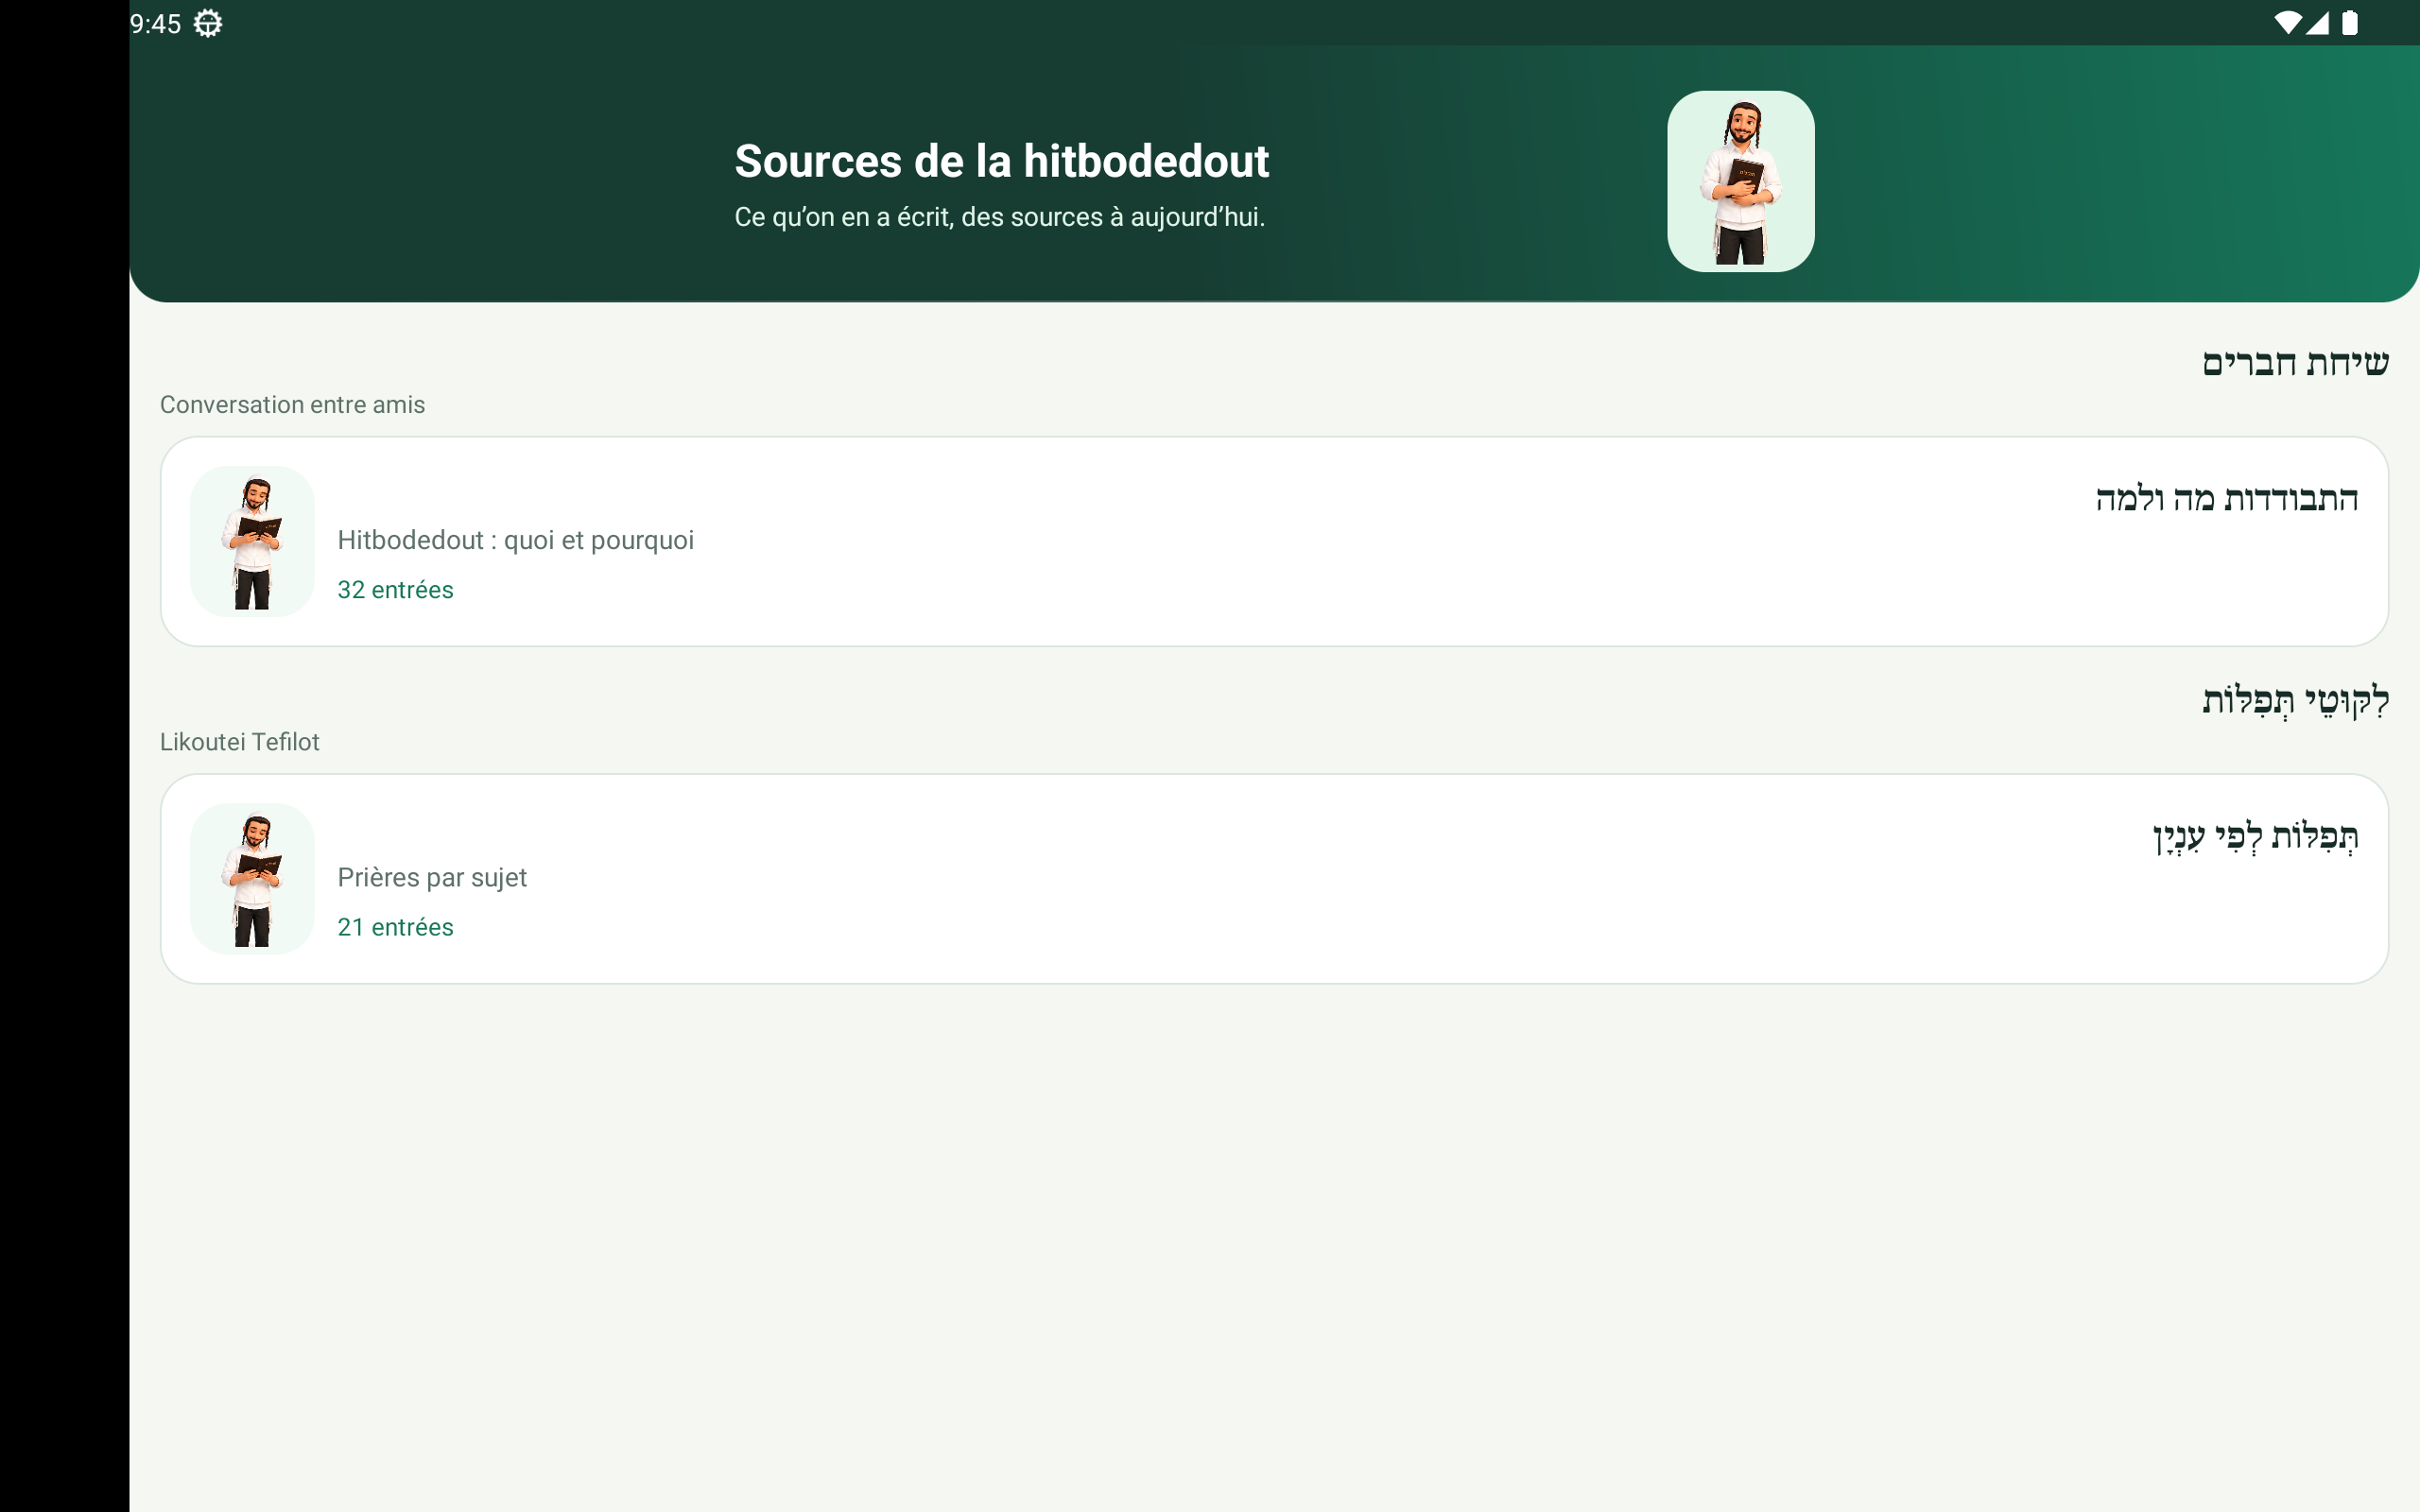 9:45
Sources de la hitbodedout
Ce qu’on en a écrit, des sources à aujourd’hui.
שיחת חברים
Conversation entre amis
התבודדות מה ולמה
Hitbodedout : quoi et pourquoi
32 entrées
לִקּוּטֵי תְּפִלּוֹת
Likoutei Tefilot
תְּפִלּוֹת לְפִי עִנְיָן
Prières par sujet
21 entrées